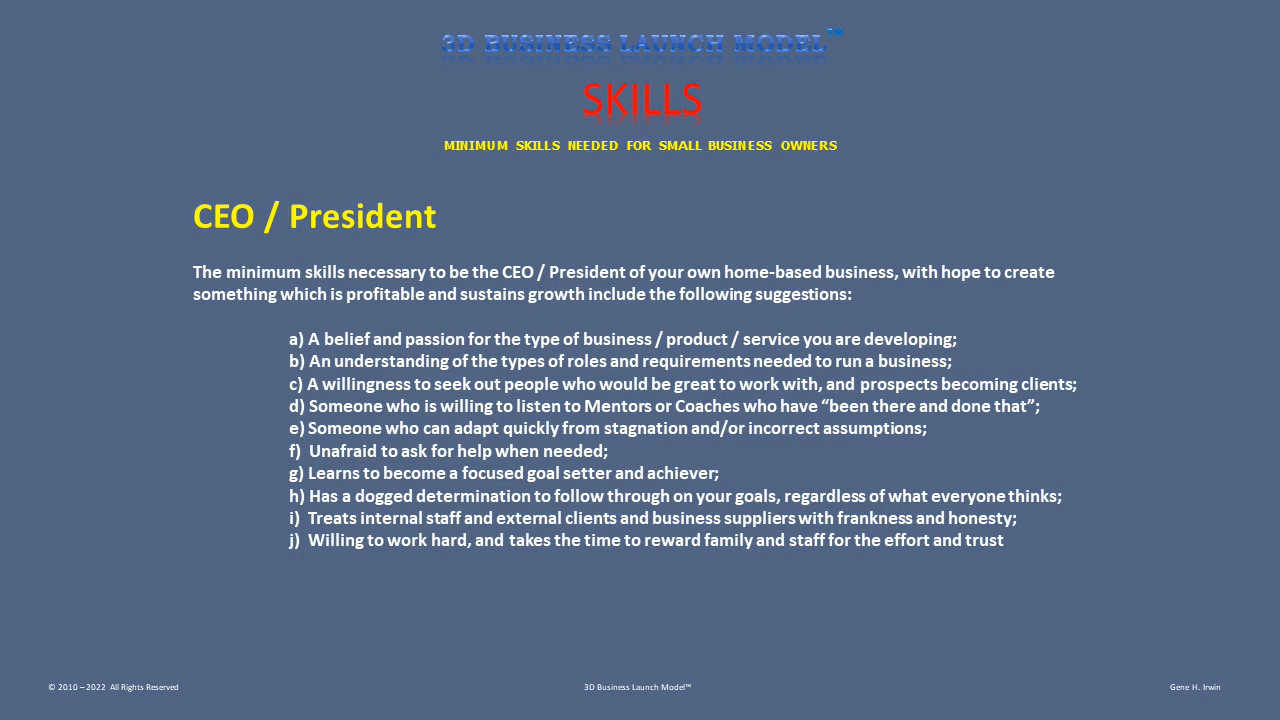 3D BUSINESS LAUNCH MODEL™
SKILLS
MINIMUM SKILLS NEEDED FOR SMALL BUSINESS OWNERS
CEO / President
The minimum skills necessary to be the CEO / President of your own home-based business, with hope to create
something which is profitable and sustains growth include the following suggestions:
a) A belief and passion for the type of business / product / service you are developing;
b) An understanding of the types of roles and requirements needed to run a business;
c) A willingness to seek out people who would be great to work with, and prospects becoming clients;
d) Someone who is willing to listen to Mentors or Coaches who have “been there and done that”;
e) Someone who can adapt quickly from stagnation and/or incorrect assumptions;
f) Unafraid to ask for help when needed;
g) Learns to become a focused goal setter and achiever;
h) Has a dogged determination to follow through on your goals, regardless of what everyone thinks;
i) Treats internal staff and external clients and business suppliers with frankness and honesty;
j) Willing to work hard, and takes the time to reward family and staff for the effort and trust
© 2010 – 2022 All Rights Reserved
3D Business Launch Model™
Gene H. Irwin